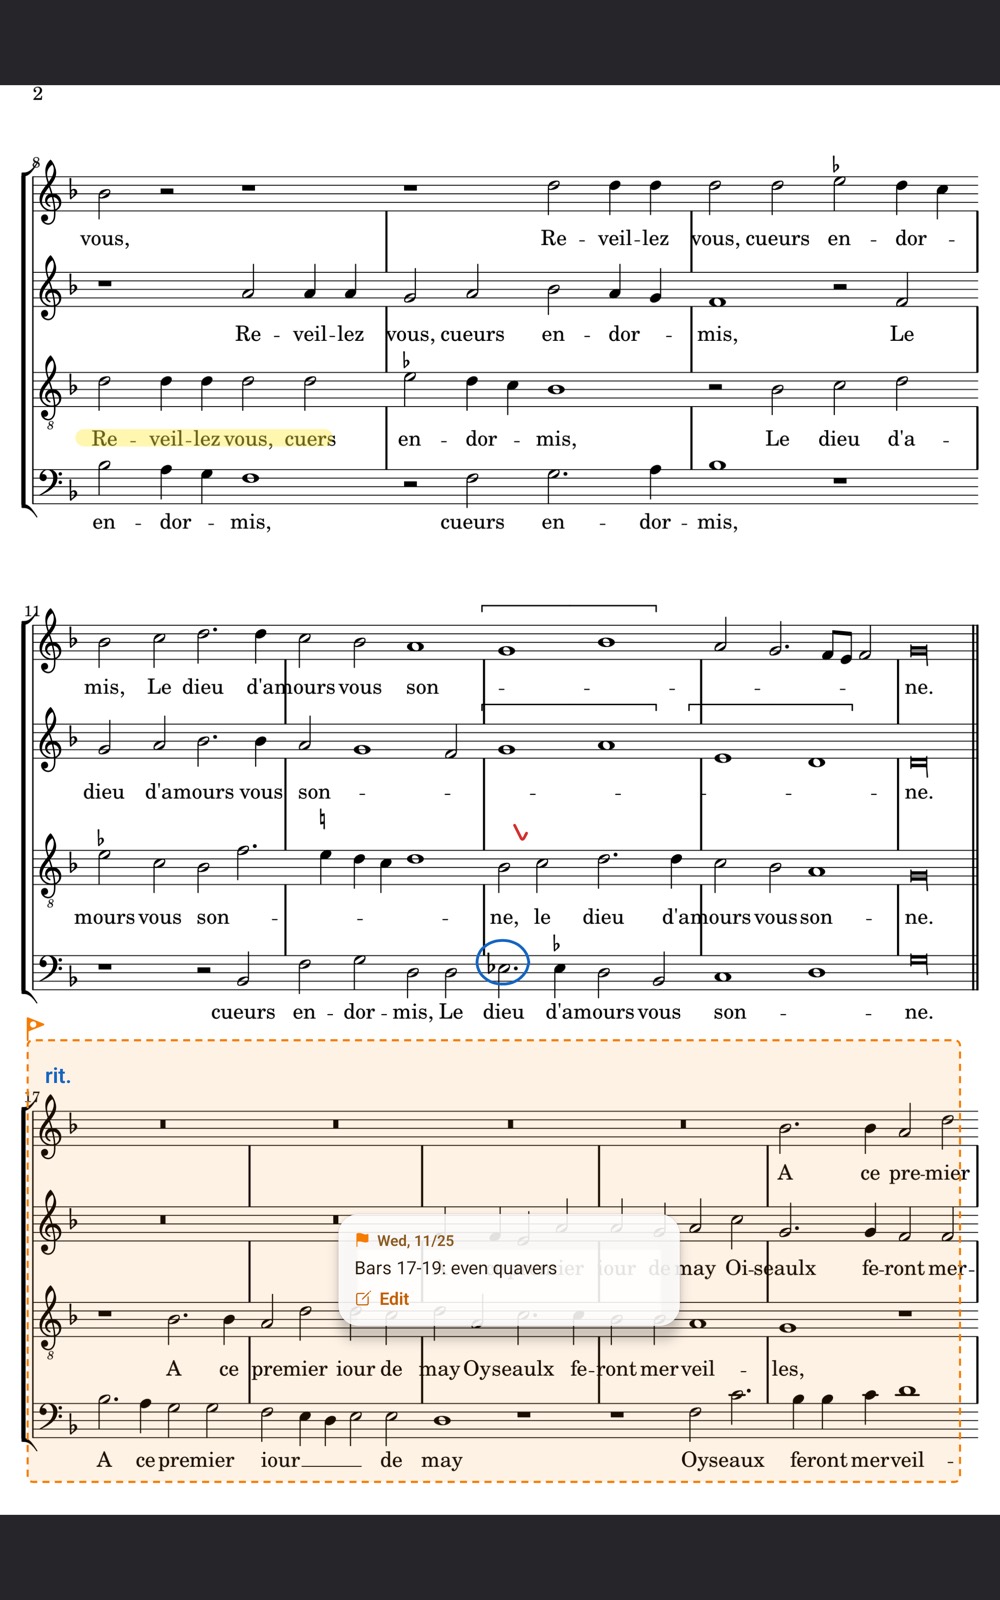 2
8
vous, Re - veil - lez vous, cueurs en - dor -
Re - veil - lez vous, cueurs en - dor - mis, Le
8
Re - veil - lez vous, cuers en - dor - mis, Le dieu d'a -
en - dor - mis, cueurs en - dor - mis,
11
mis, Le dieu d'amours vous son - - - - ne.
dieu d'amours vous son - - - - - - ne.
8
mours vous son - - - ne, le dieu d'amours vous son - ne.
cueurs en - dor - mis, Le dieu d'amours vous son - - ne.
rit.
17
A ce pre - mier
may Oi - seaulx fe - ront mer -
Wed, 11/25
Bars 17-19: even quavers
Edit
8
A ce premier iour de may Oyseaulx fe - ront merveil - les,
A ce premier iour de may Oyseaux feront merveil -